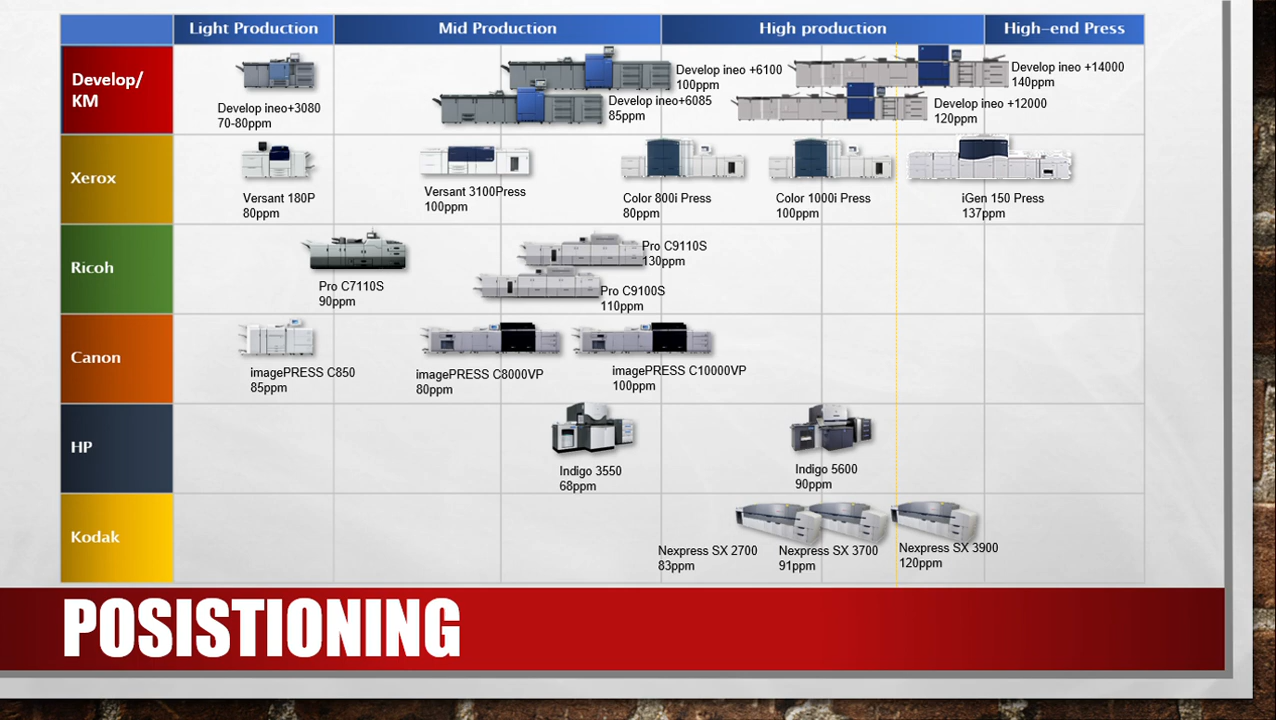 Light Production
Mid Production
High production
High-end Press
Develop/
KM
Develop ineo+3080
70-80ppm
Develop ineo +6100
100ppm
Develop ineo+6085
85ppm
Develop ineo +14000
140ppm
Develop ineo +12000
120ppm
Xerox
Versant 180P
80ppm
Versant 3100Press
100ppm
Color 800i Press
80ppm
Color 1000i Press
100ppm
iGen 150 Press
137ppm
Ricoh
Pro C7110S
90ppm
Pro C9110S
130ppm
Pro C9100S
110ppm
Canon
imagePRESS C850
85ppm
imagePRESS C8000VP
80ppm
imagePRESS C10000VP
100ppm
HP
Indigo 3550
68ppm
Indigo 5600
90ppm
Kodak
Nexpress SX 2700
83ppm
Nexpress SX 3700
91ppm
Nexpress SX 3900
120ppm
POSISTIONING